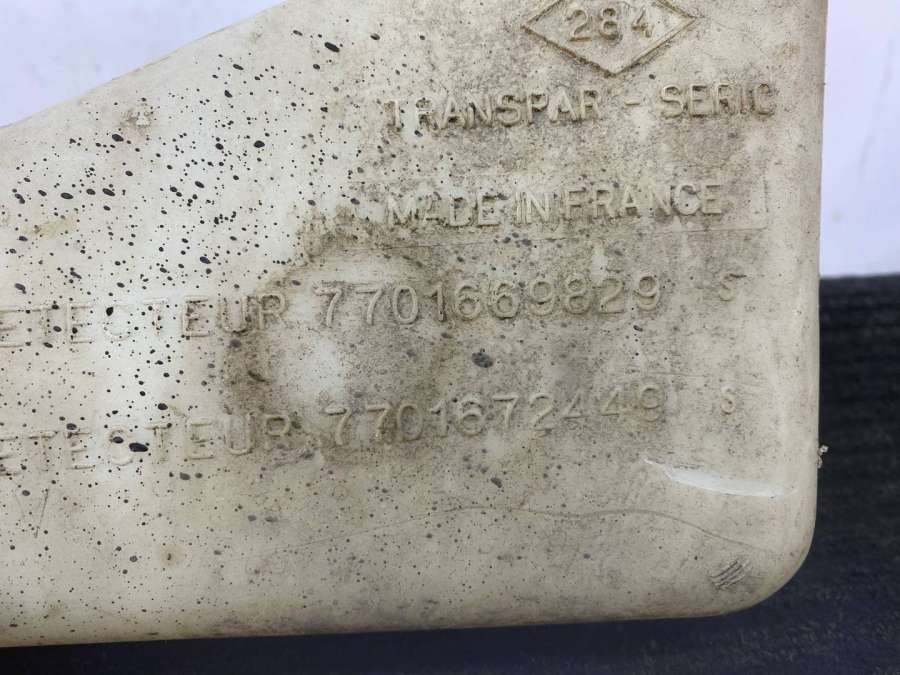 284
TRANSPAR - SERIC
MADE IN FRANCE
ETECTEUR 7701669829 S
ETECTEUR 7701672449 S